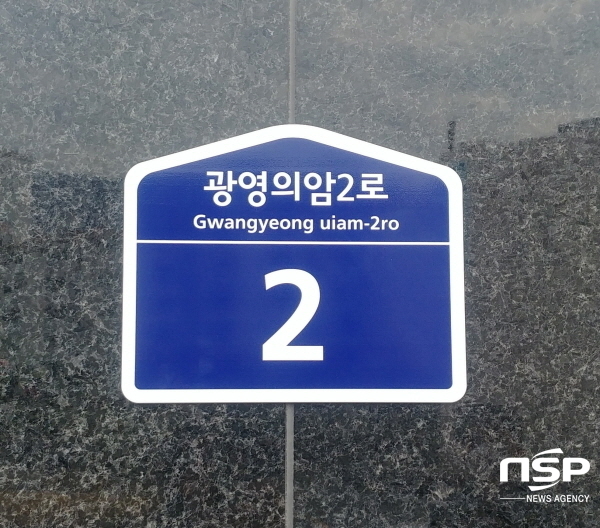 광영의암2로
Gwangyeong uiam-2ro
2
nsp
NEWS AGENCY